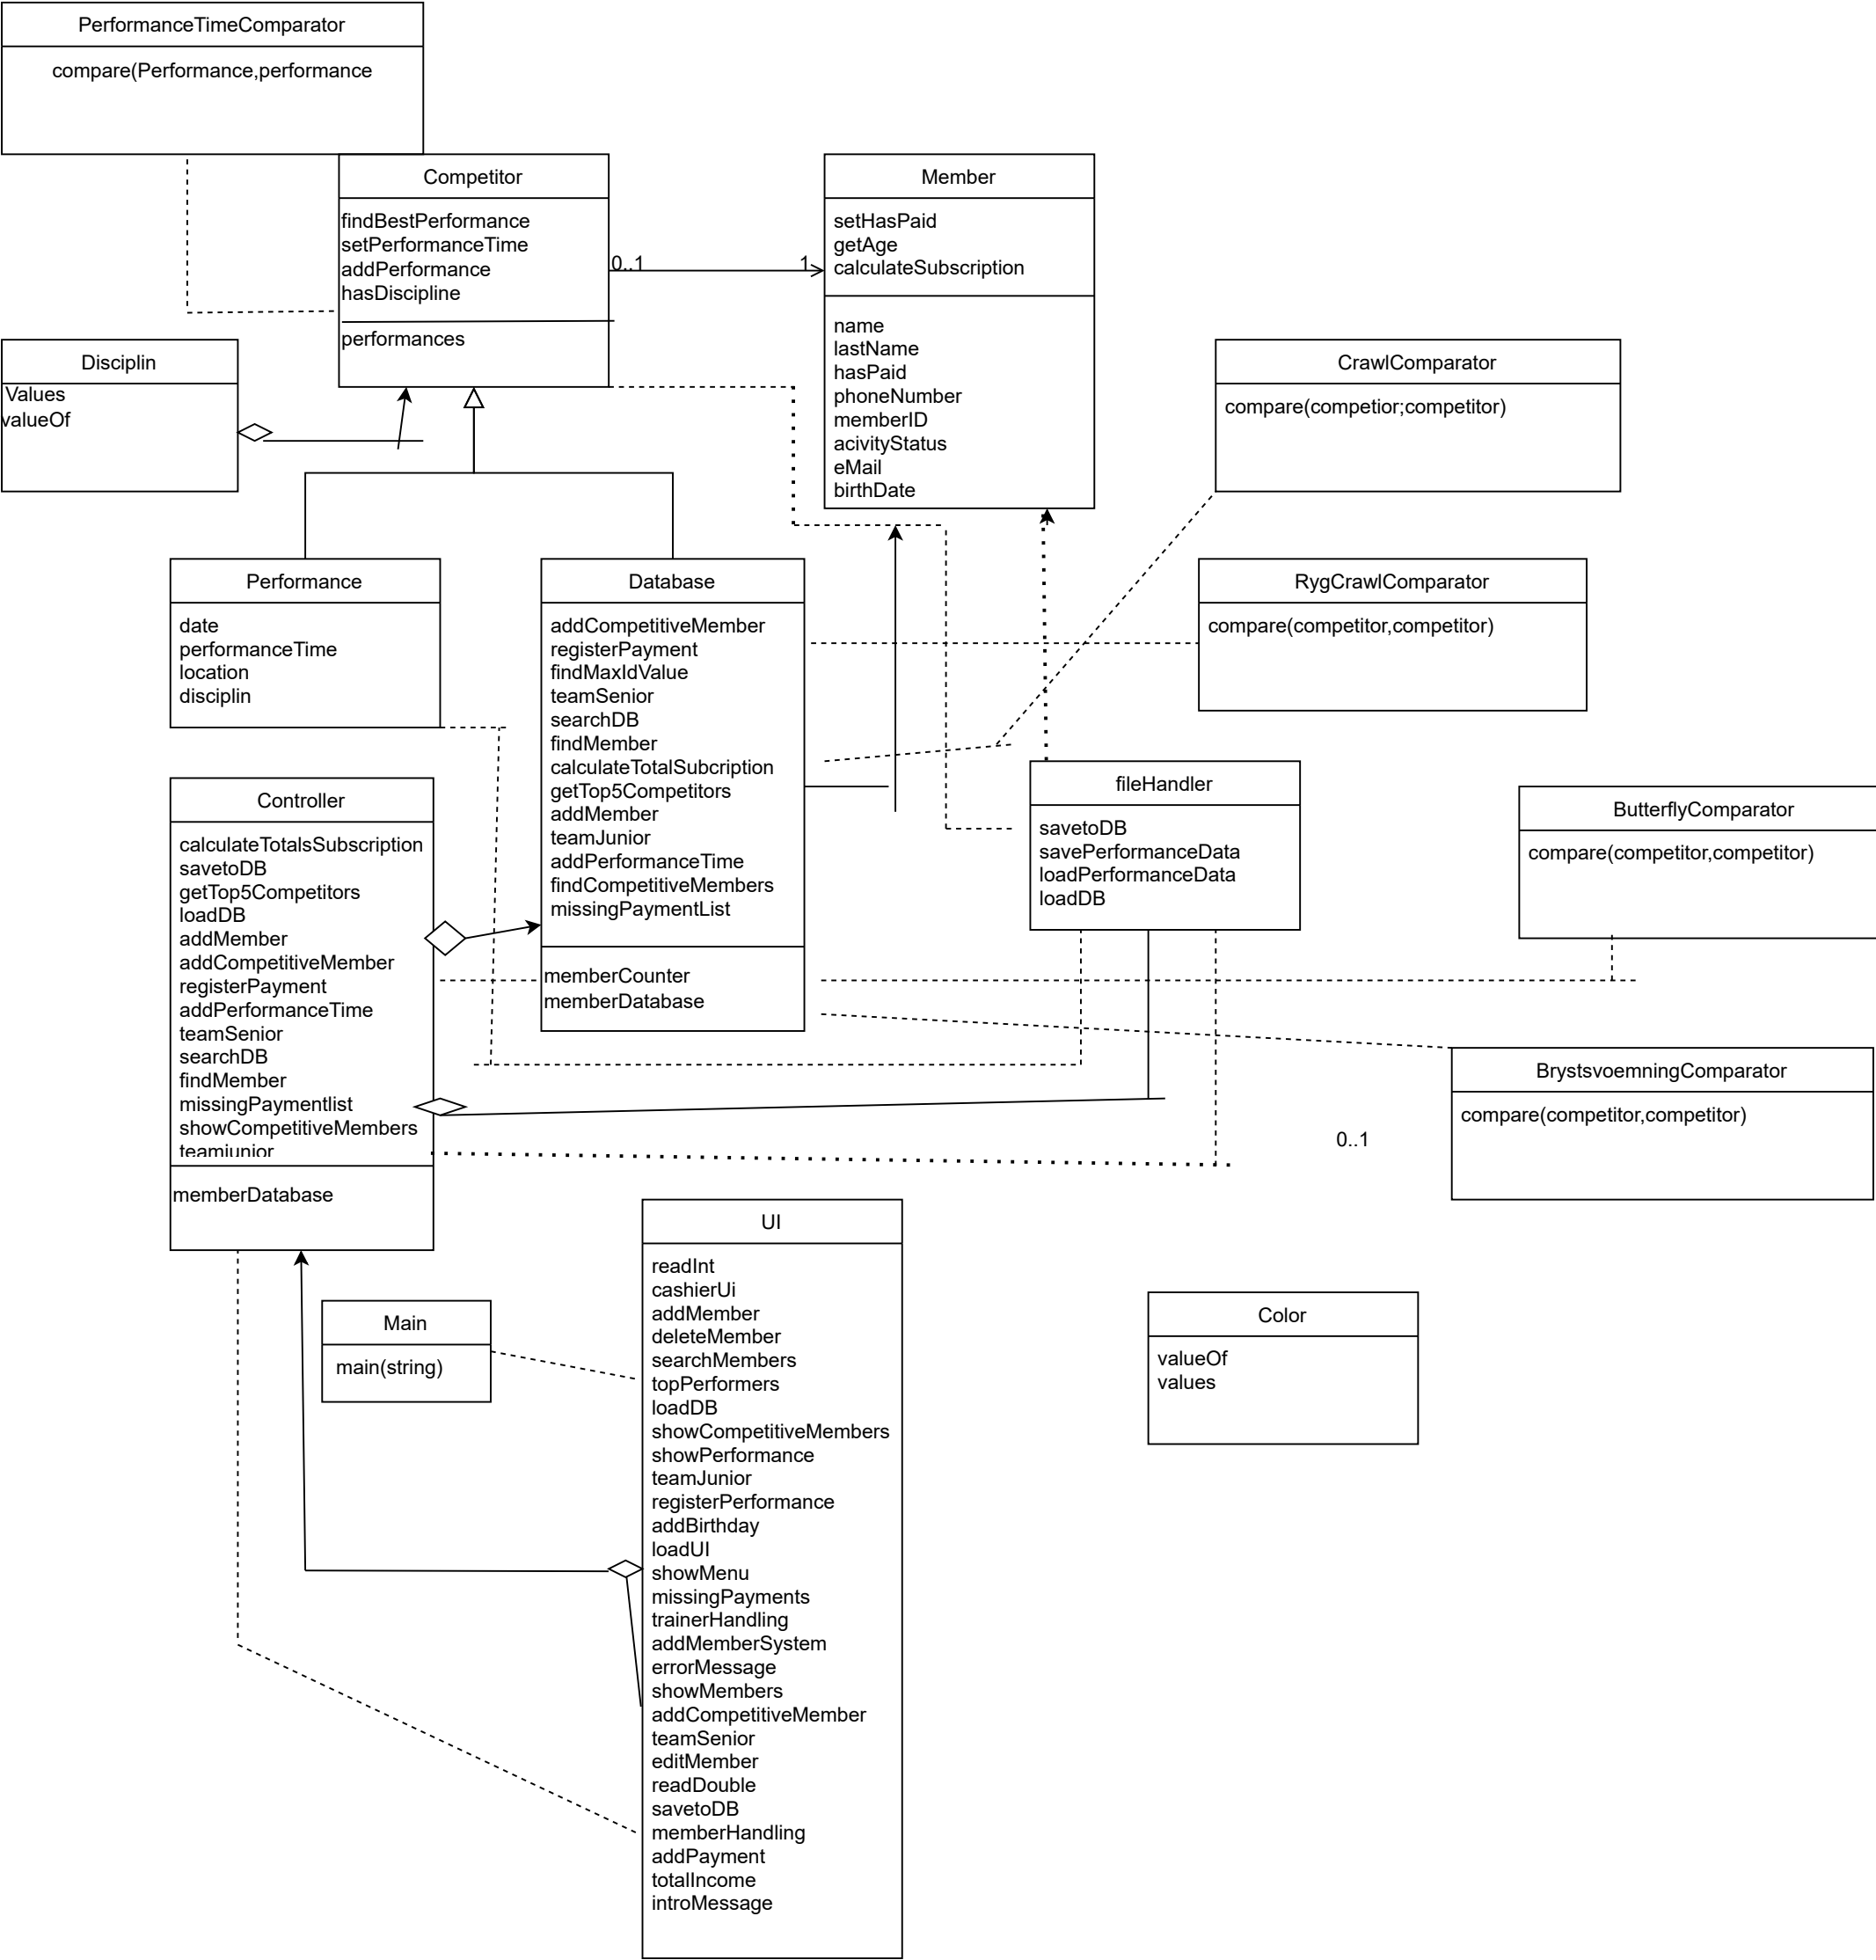 PerformanceTimeComparator
compare(Performance,performance
Competitor
findBestPerformance
setPerformanceTime
addPerformance
hasDiscipline
performances
0..1
1
Member
setHasPaid
getAge
calculateSubscription
name
lastName
hasPaid
phoneNumber
memberID
acivityStatus
eMail
birthDate
Disciplin
Values
valueOf
CrawlComparator
compare(competior;competitor)
Performance
date
performanceTime
location
disciplin
Database
addCompetitiveMember
registerPayment
findMaxIdValue
teamSenior
searchDB
findMember
calculateTotalSubcription
getTop5Competitors
addMember
teamJunior
addPerformanceTime
findCompetitiveMembers
missingPaymentList
memberCounter
memberDatabase
RygCrawlComparator
compare(competitor,competitor)
fileHandler
savetoDB
savePerformanceData
loadPerformanceData
loadDB
ButterflyComparator
compare(competitor,competitor)
Controller
calculateTotalsSubscription
savetoDB
getTop5Competitors
loadDB
addMember
addCompetitiveMember
registerPayment
addPerformanceTime
teamSenior
searchDB
findMember
missingPaymentlist
showCompetitiveMembers
teamjunior
memberDatabase
BrystsvoemningComparator
compare(competitor,competitor)
0..1
UI
readInt
cashierUi
addMember
deleteMember
searchMembers
topPerformers
loadDB
showCompetitiveMembers
showPerformance
teamJunior
registerPerformance
addBirthday
loadUI
showMenu
missingPayments
trainerHandling
addMemberSystem
errorMessage
showMembers
addCompetitiveMember
teamSenior
editMember
readDouble
savetoDB
memberHandling
addPayment
totalIncome
introMessage
Main
main(string)
Color
valueOf
values